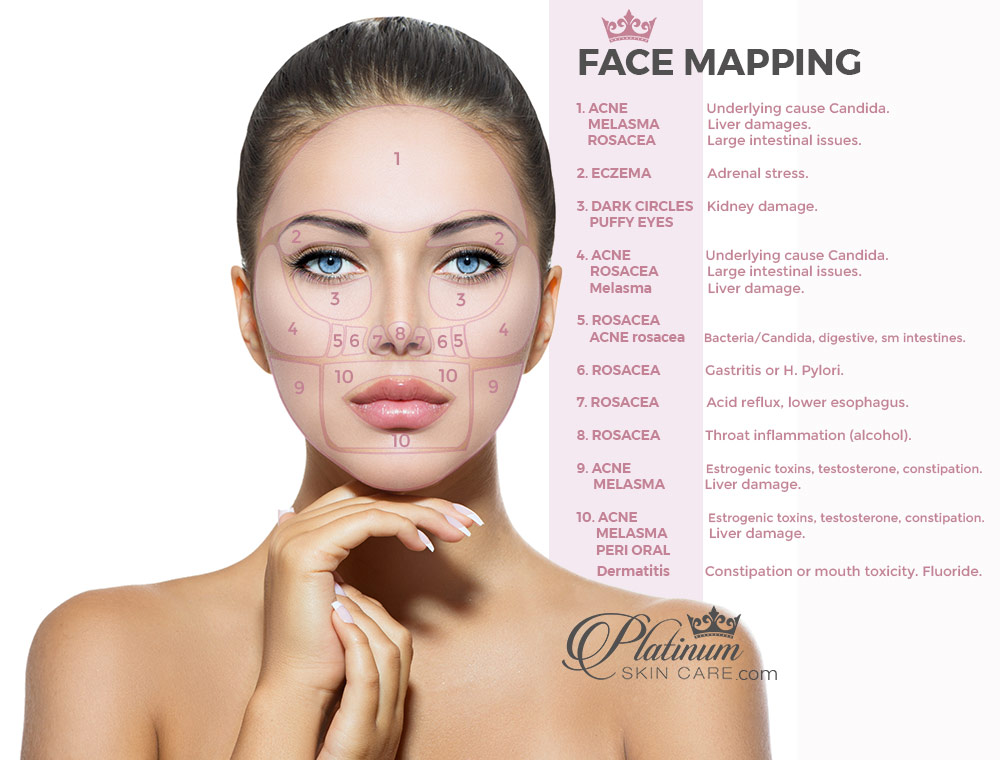 FACE MAPPING
1. ACNE Underlying cause Candida.
MELASMA Liver damages.
ROSACEA Large intestinal issues.
2. ECZEMA Adrenal stress.
3. DARK CIRCLES Kidney damage.
PUFFY EYES
4. ACNE Underlying cause Candida.
ROSACEA Large intestinal issues.
Melasma Liver damage.
5. ROSACEA
ACNE rosacea Bacteria/Candida, digestive, sm intestines.
6. ROSACEA Gastritis or H. Pylori.
7. ROSACEA Acid reflux, lower esophagus.
8. ROSACEA Throat inflammation (alcohol).
9. ACNE Estrogenic toxins, testosterone, constipation.
MELASMA Liver damage.
10. ACNE Estrogenic toxins, testosterone, constipation.
MELASMA Liver damage.
PERI ORAL
Dermatitis Constipation or mouth toxicity. Fluoride.
Platinum
SKIN CARE.com
1
2 2
3 3
4 5 6 7 8 7 6 5 4
9 10 10 9
10